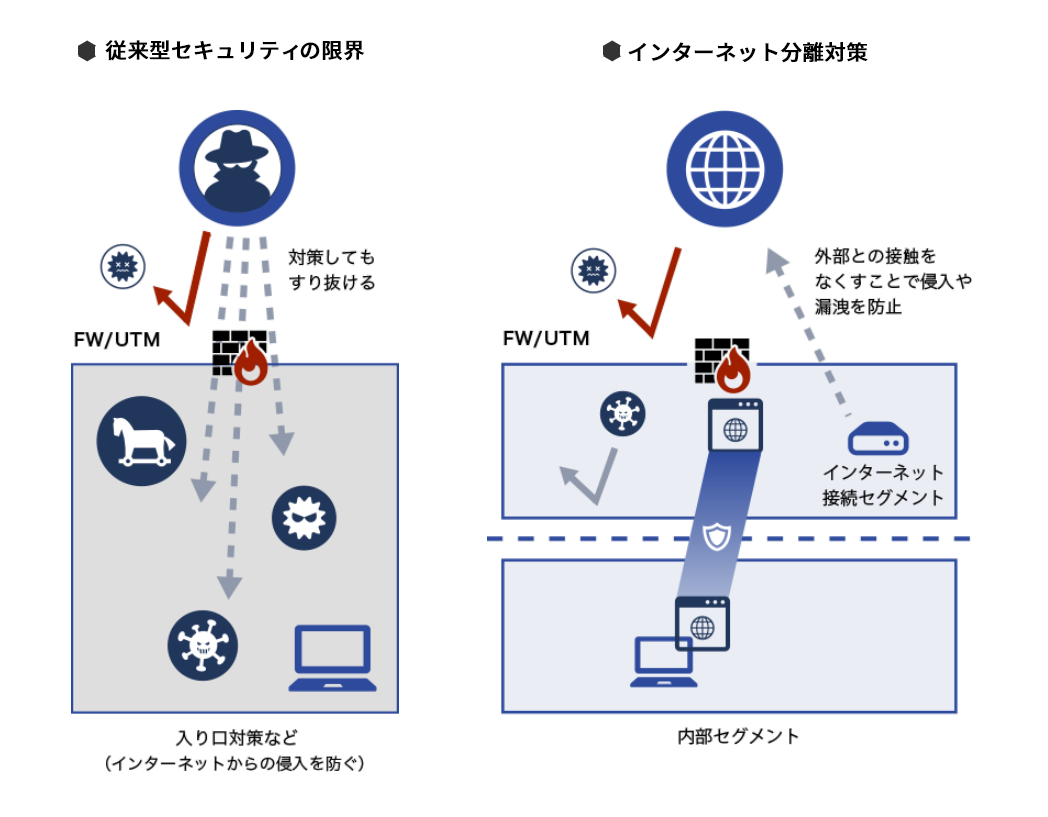 従来型セキュリティの限界
対策しても
すり抜ける
FW/UTM
入り口対策など
（インターネットからの侵入を防ぐ）
インターネット分離対策
外部との接触を
なくすことで侵入や
漏洩を防止
FW/UTM
インターネット
接続セグメント
内部セグメント